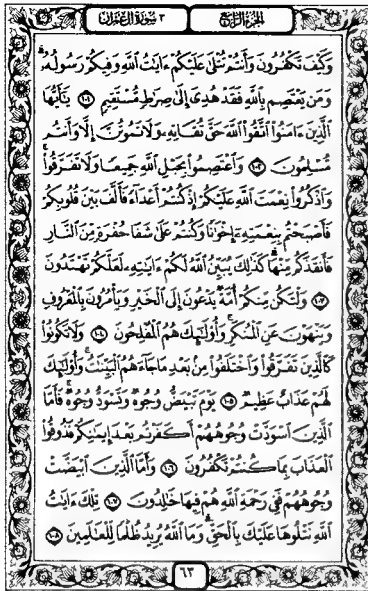 الجزء الرابع
٣ سورة آل عمران
وَكَيْفَ تَكْفُرُونَ وَأَنتُمْ تُتْلَىٰ عَلَيْكُمْ ءَايَٰتُ ٱللَّهِ وَفِيكُمْ رَسُولُهُۥ ۗ
وَمَن يَعْتَصِم بِٱللَّهِ فَقَدْ هُدِىَ إِلَىٰ صِرَٰطٍ مُّسْتَقِيمٍ ١٠١ يَٰٓأَيُّهَا
ٱلَّذِينَ ءَامَنُوا۟ ٱتَّقُوا۟ ٱللَّهَ حَقَّ تُقَاتِهِۦ وَلَا تَمُوتُنَّ إِلَّا وَأَنتُم
مُّسْلِمُونَ ١٠٢ وَٱعْتَصِمُوا۟ بِحَبْلِ ٱللَّهِ جَمِيعًا وَلَا تَفَرَّقُوا۟ ۚ
وَٱذْكُرُوا۟ نِعْمَتَ ٱللَّهِ عَلَيْكُمْ إِذْ كُنتُمْ أَعْدَآءً فَأَلَّفَ بَيْنَ قُلُوبِكُمْ
فَأَصْبَحْتُم بِنِعْمَتِهِۦٓ إِخْوَٰنًا وَكُنتُمْ عَلَىٰ شَفَا حُفْرَةٍ مِّنَ ٱلنَّارِ
فَأَنقَذَكُم مِّنْهَا ۗ كَذَٰلِكَ يُبَيِّنُ ٱللَّهُ لَكُمْ ءَايَٰتِهِۦ لَعَلَّكُمْ تَهْتَدُونَ
١٠٣ وَلْتَكُن مِّنكُمْ أُمَّةٌ يَدْعُونَ إِلَى ٱلْخَيْرِ وَيَأْمُرُونَ بِٱلْمَعْرُوفِ
وَيَنْهَوْنَ عَنِ ٱلْمُنكَرِ ۚ وَأُو۟لَٰٓئِكَ هُمُ ٱلْمُفْلِحُونَ ١٠٤ وَلَا تَكُونُوا۟
كَٱلَّذِينَ تَفَرَّقُوا۟ وَٱخْتَلَفُوا۟ مِنۢ بَعْدِ مَا جَآءَهُمُ ٱلْبَيِّنَٰتُ ۚ وَأُو۟لَٰٓئِكَ
لَهُمْ عَذَابٌ عَظِيمٌ ١٠٥ يَوْمَ تَبْيَضُّ وُجُوهٌ وَتَسْوَدُّ وُجُوهٌ ۚ فَأَمَّا
ٱلَّذِينَ ٱسْوَدَّتْ وُجُوهُهُمْ أَكَفَرْتُم بَعْدَ إِيمَٰنِكُمْ فَذُوقُوا۟
ٱلْعَذَابَ بِمَا كُنتُمْ تَكْفُرُونَ ١٠٦ وَأَمَّا ٱلَّذِينَ ٱبْيَضَّتْ
وُجُوهُهُمْ فَفِى رَحْمَةِ ٱللَّهِ هُمْ فِيهَا خَٰلِدُونَ ١٠٧ تِلْكَ ءَايَٰتُ
ٱللَّهِ نَتْلُوهَا عَلَيْكَ بِٱلْحَقِّ ۗ وَمَا ٱللَّهُ يُرِيدُ ظُلْمًا لِّلْعَٰلَمِينَ ١٠٨
٦٣